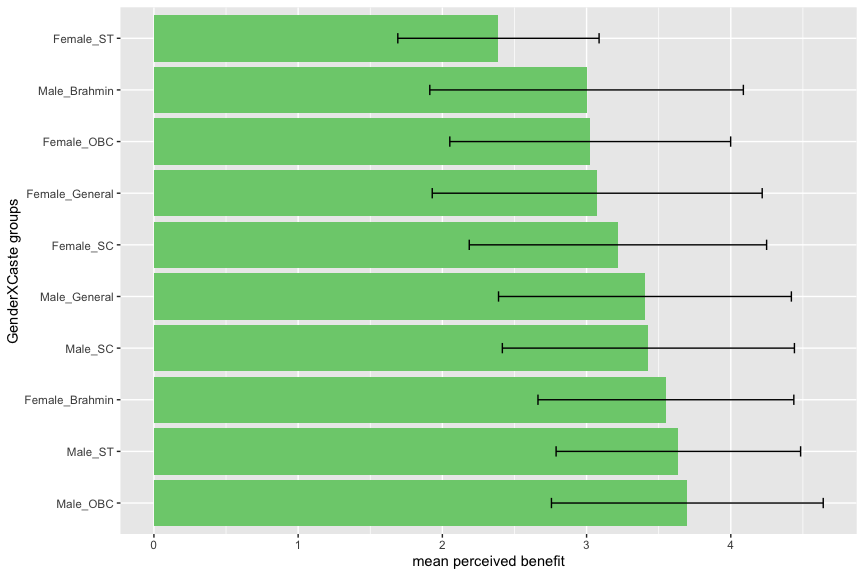 GenderXCaste groups
Female_ST
Male_Brahmin
Female_OBC
Female_General
Female_SC
Male_General
Male_SC
Female_Brahmin
Male_ST
Male_OBC
0 1 2 3 4
mean perceived benefit